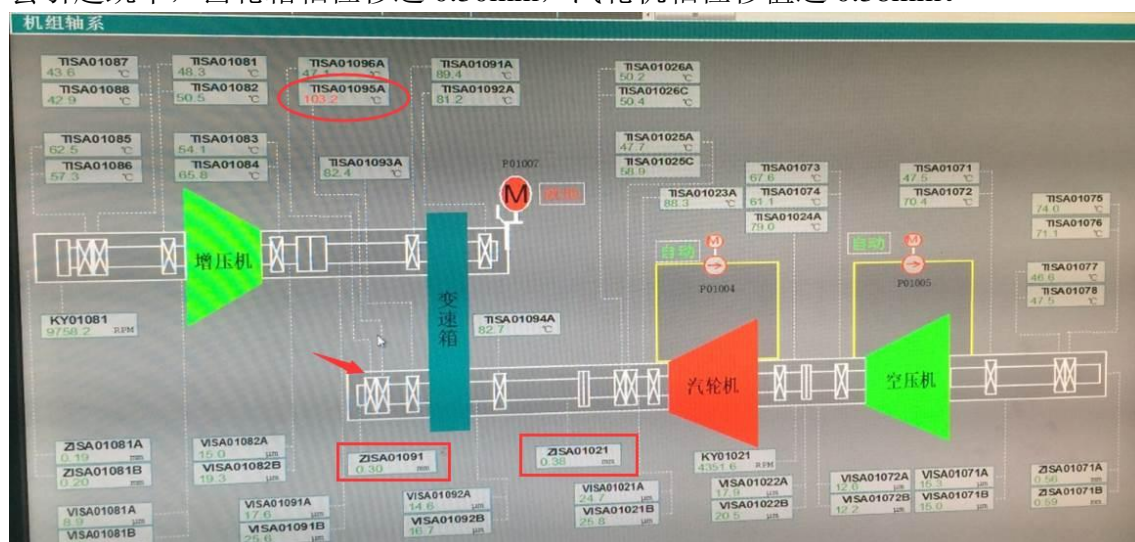 机组轴系
TISA01087
43.6 ℃
TISA01088
42.9 ℃
TISA01081
48.3 ℃
TISA01082
50.5 ℃
TISA01096A
47.1 ℃
TISA01095A
103.2 ℃
TISA01091A
89.4 ℃
TISA01092A
81.2 ℃
TISA01026A
50.2 ℃
TISA01026C
50.4 ℃
TISA01085
62.5 ℃
TISA01086
57.3 ℃
TISA01083
54.1 ℃
TISA01084
65.8 ℃
TISA01093A
82.4 ℃
P01007
M
TISA01025A
47.7 ℃
TISA01025C
58.9 ℃
TISA01023A
88.3 ℃
TISA01073
67.6 ℃
TISA01074
61.1 ℃
TISA01024A
79.0 ℃
TISA01071
47.5 ℃
TISA01072
70.4 ℃
TISA01075
74.0 ℃
TISA01076
71.1 ℃
TISA01077
46.6 ℃
TISA01078
47.5 ℃
自动
M
P01004
自动
M
P01005
增压机
变速箱
汽轮机
空压机
KY01081
9758.2 RPM
TISA01094A
82.7 ℃
ZISA01081A
0.19 mm
ZISA01081B
0.20 mm
VISA01082A
15.0 μm
VISA01082B
19.3 μm
ZISA01091
0.30 mm
ZISA01021
0.38 mm
KY01021
4351.6 RPM
VISA01081A
8.9 μm
VISA01081B
VISA01091A
17.6 μm
VISA01091B
25.6 μm
VISA01092A
14.6 μm
VISA01092B
16.7 μm
VISA01021A
24.7 μm
VISA01021B
25.8 μm
VISA01022A
17.9 μm
VISA01022B
20.5 μm
VISA01072A
12.8 μm
VISA01072B
12.2 μm
VISA01071A
15.3 μm
VISA01071B
15.0 μm
ZISA01071A
0.56 mm
ZISA01071B
0.59 mm